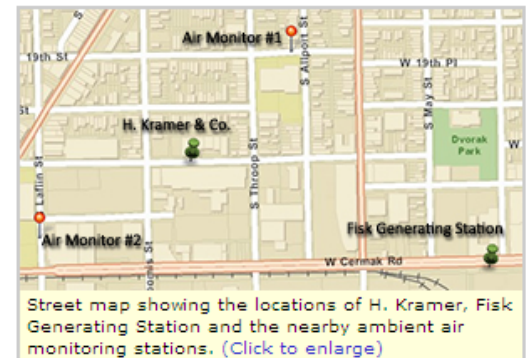 Air Monitor #1
S Allport St
19th St
W 19th Pl
St
S May St
H. Kramer & Co.
Dvorak
Park
W
Laflin St
S Throop St
Air Monitor #2
Fisk Generating Station
W Cermak Rd
Street map showing the locations of H. Kramer, Fisk
Generating Station and the nearby ambient air
monitoring stations. (Click to enlarge)